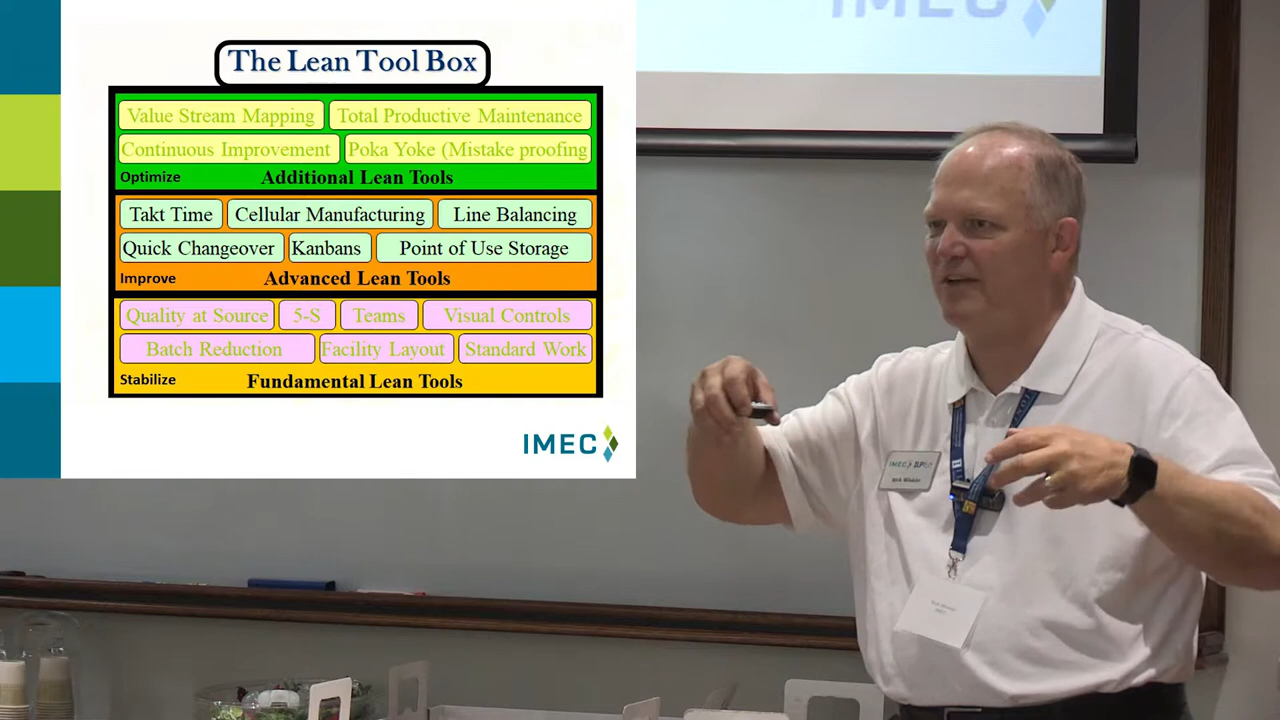 The Lean Tool Box
Value Stream Mapping Total Productive Maintenance
Continuous Improvement Poka Yoke (Mistake proofing
Optimize Additional Lean Tools
Takt Time Cellular Manufacturing Line Balancing
Quick Changeover Kanbans Point of Use Storage
Improve Advanced Lean Tools
Quality at Source 5-S Teams Visual Controls
Batch Reduction Facility Layout Standard Work
Stabilize Fundamental Lean Tools
IMEC
IMEC
IMEC